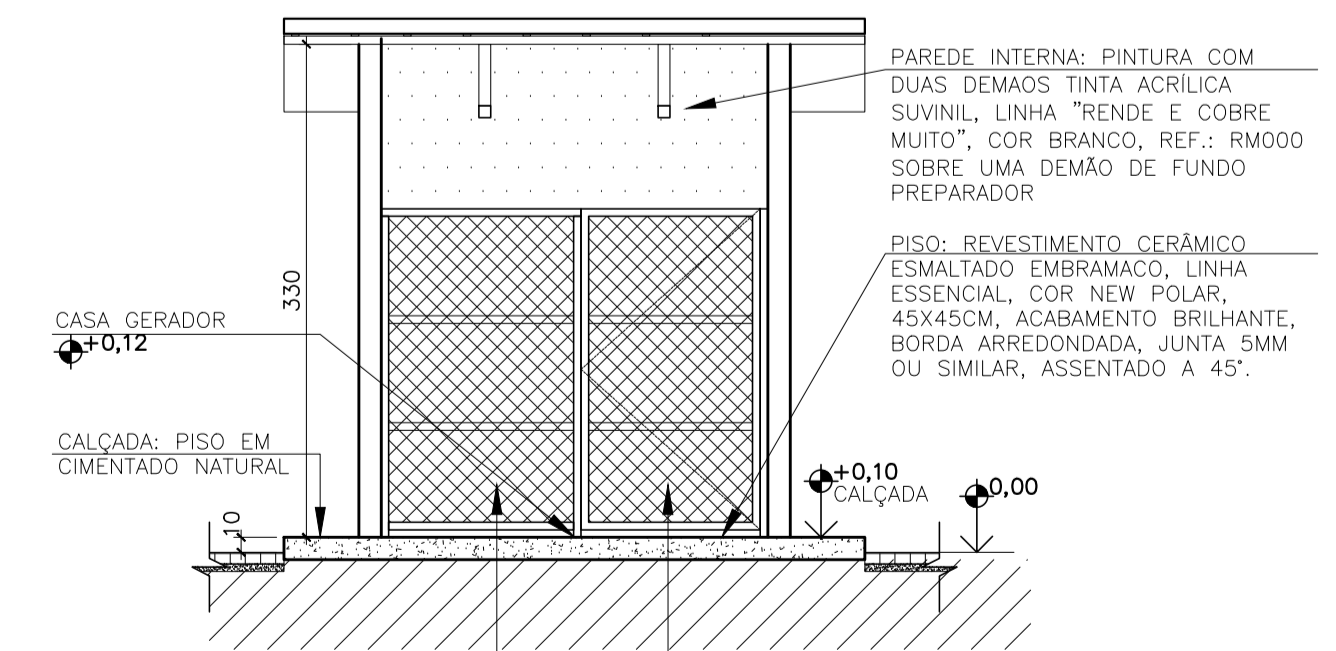 PAREDE INTERNA: PINTURA COM
DUAS DEMAOS TINTA ACRÍLICA
SUVINIL, LINHA "RENDE E COBRE
MUITO", COR BRANCO, REF.: RM000
SOBRE UMA DEMÃO DE FUNDO
PREPARADOR
PISO: REVESTIMENTO CERÂMICO
ESMALTADO EMBRAMACO, LINHA
ESSENCIAL, COR NEW POLAR,
45X45CM, ACABAMENTO BRILHANTE,
BORDA ARREDONDADA, JUNTA 5MM
OU SIMILAR, ASSENTADO A 45°.
330
CASA GERADOR
+0,12
CALÇADA: PISO EM
CIMENTADO NATURAL
10
+0,10
CALÇADA
0,00